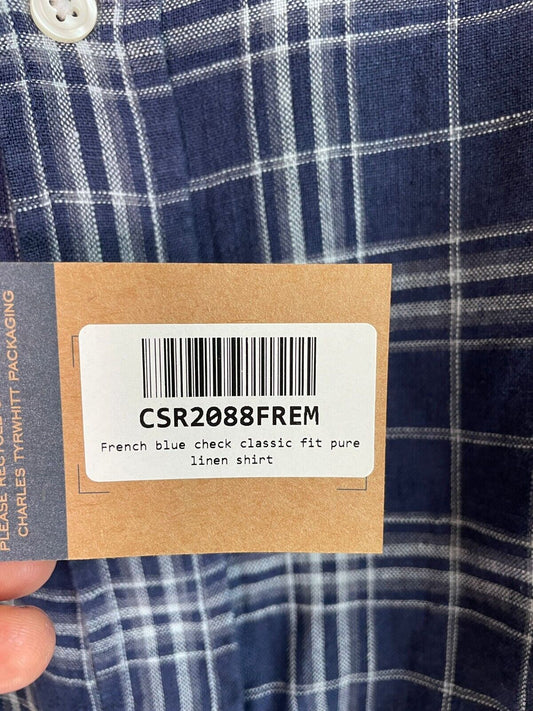 PLEASE RECYCLE
CHARLES TYRWHITT PACKAGING
CSR2088FREM
French blue check classic fit pure
linen shirt